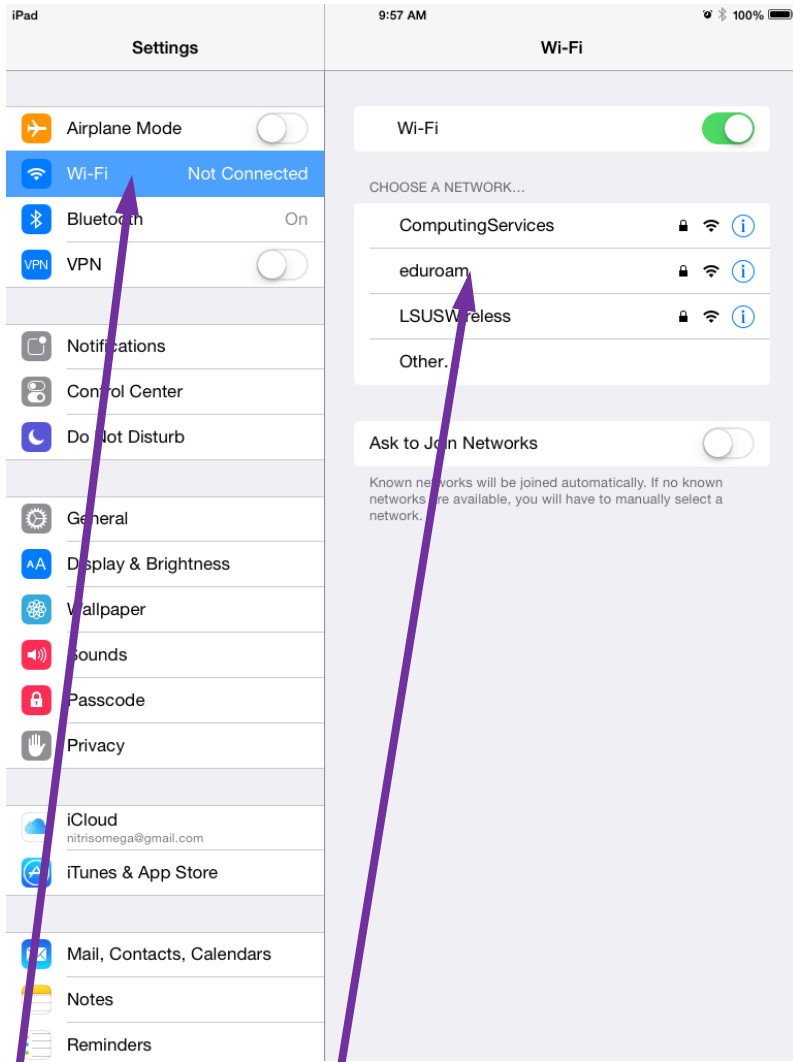 iPad
9:57 AM
100%
Settings
Wi-Fi
Airplane Mode
Wi-Fi
Not Connected
Bluetooth
On
VPN
VPN
Notifications
Control Center
Do Not Disturb
General
AA
Display & Brightness
Wallpaper
Sounds
Passcode
Privacy
iCloud
nitrisomega@gmail.com
iTunes & App Store
Mail, Contacts, Calendars
Notes
Reminders
Wi-Fi
CHOOSE A NETWORK...
ComputingServices
eduroam
LSUSWireless
Other.
Ask to Join Networks
Known networks will be joined automatically. If no known
networks are available, you will have to manually select a
network.